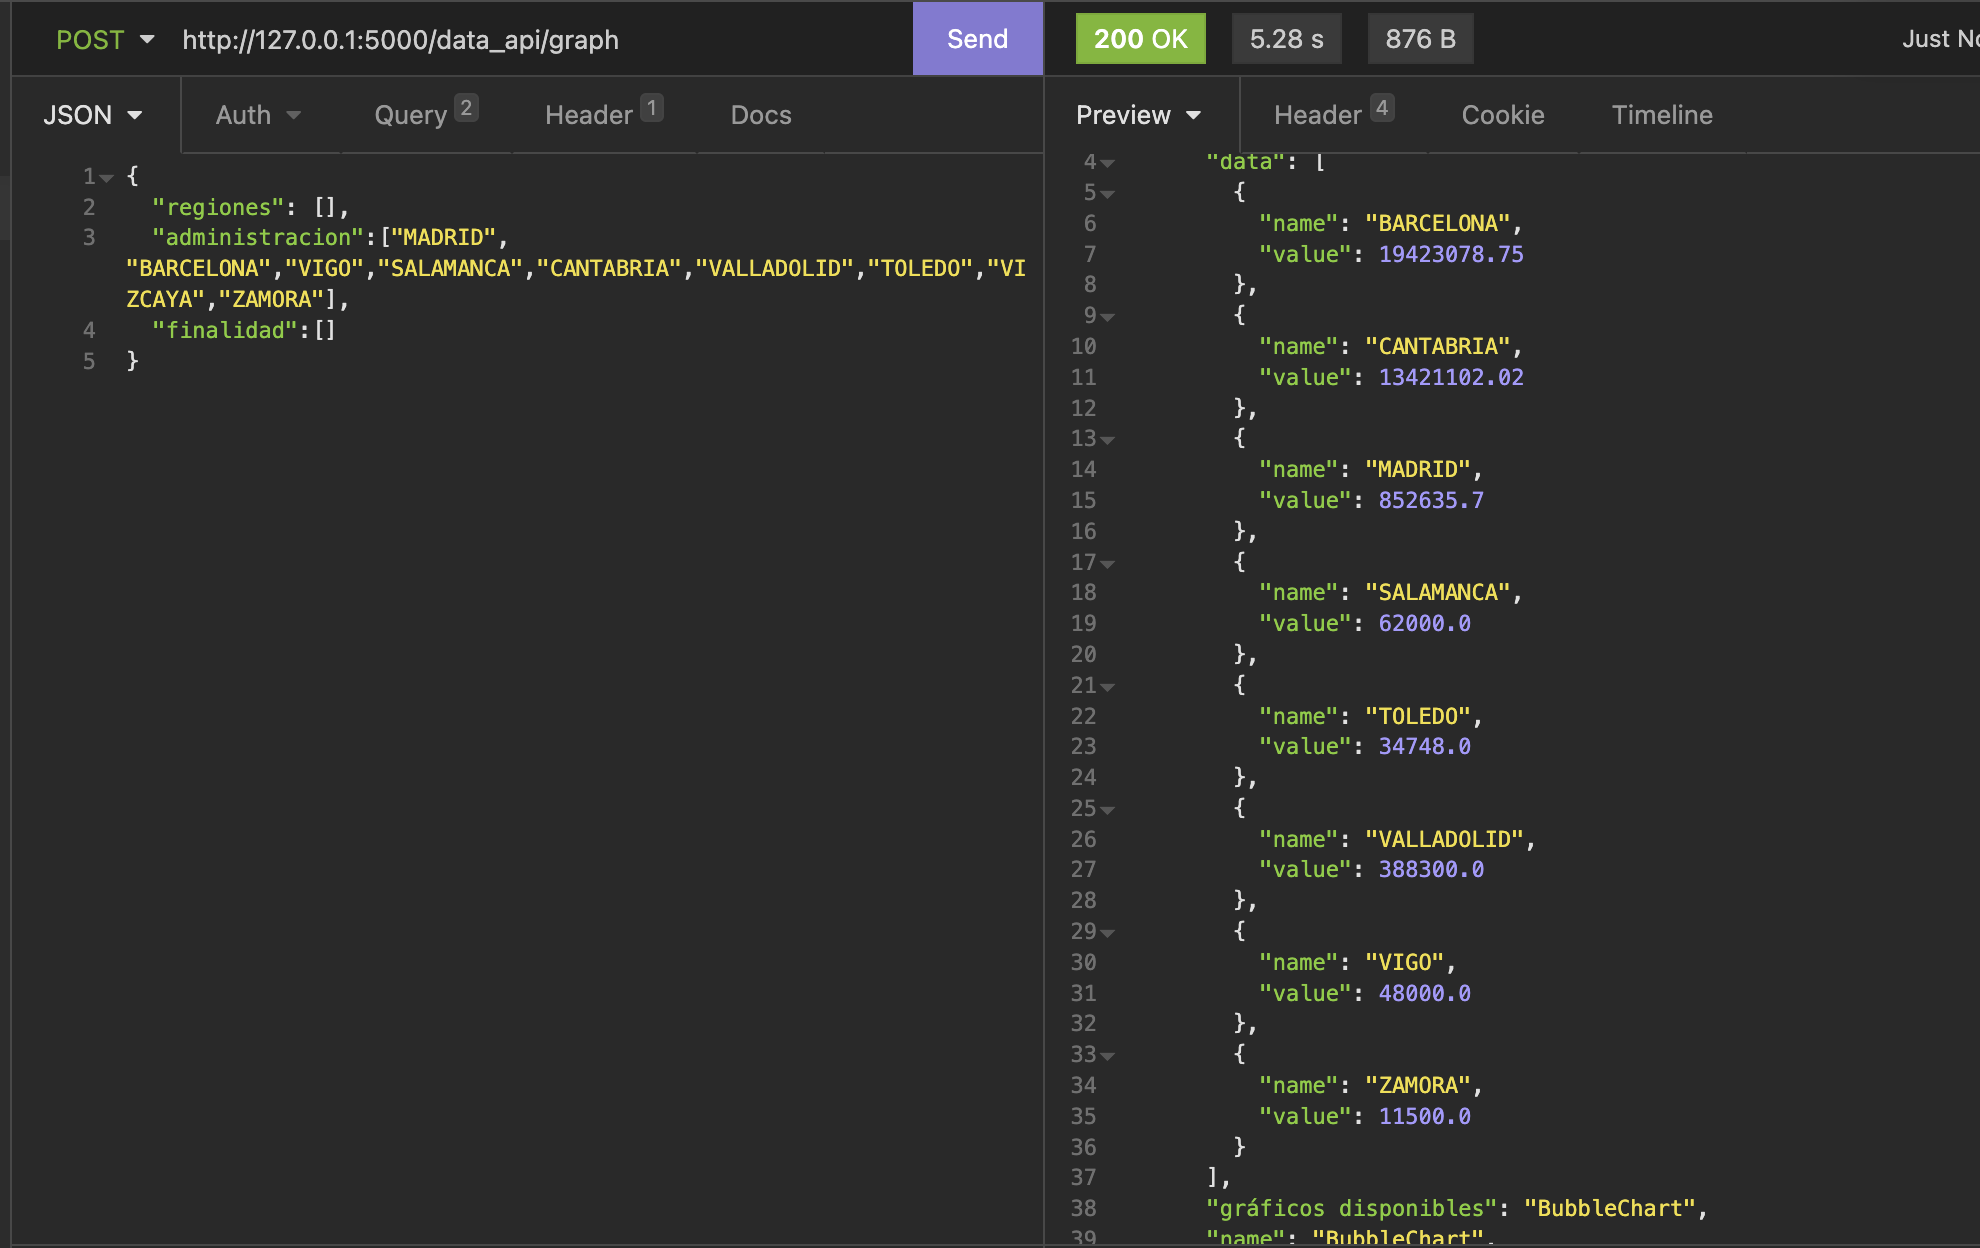 POST http://127.0.0.1:5000/data_api/graph Send
JSON Auth Query 2 Header 1 Docs
1 {
2 "regiones": [],
3 "administracion":["MADRID",
"BARCELONA","VIGO","SALAMANCA","CANTABRIA","VALLADOLID","TOLEDO","VI
ZCAYA","ZAMORA"],
4 "finalidad":[]
5 }
200 OK 5.28 s 876 B Just No
Preview Header 4 Cookie Timeline
4 "data": [
5 {
6 "name": "BARCELONA",
7 "value": 19423078.75
8 },
9 {
10 "name": "CANTABRIA",
11 "value": 13421102.02
12 },
13 {
14 "name": "MADRID",
15 "value": 852635.7
16 },
17 {
18 "name": "SALAMANCA",
19 "value": 62000.0
20 },
21 {
22 "name": "TOLEDO",
23 "value": 34748.0
24 },
25 {
26 "name": "VALLADOLID",
27 "value": 388300.0
28 },
29 {
30 "name": "VIGO",
31 "value": 48000.0
32 },
33 {
34 "name": "ZAMORA",
35 "value": 11500.0
36 }
37 ],
38 "gráficos disponibles": "BubbleChart",
39 "name": "BubbleChart",